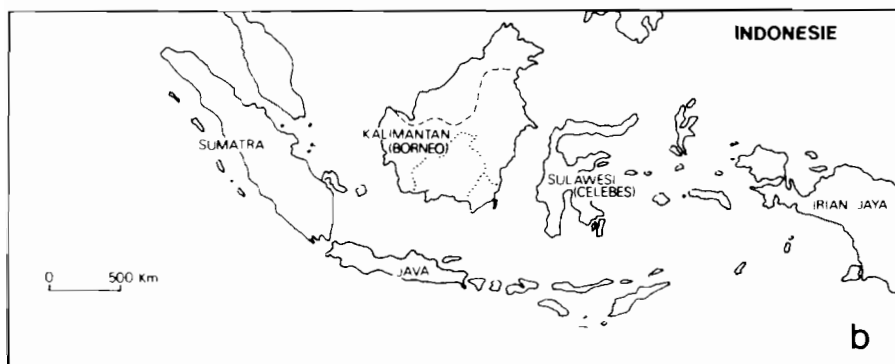 INDONESIE
KALIMANTAN
(BORNEO)
SUMATRA
SULAWESI
(CELEBES)
IRIAN JAYA
JAVA
0 500 Km
b